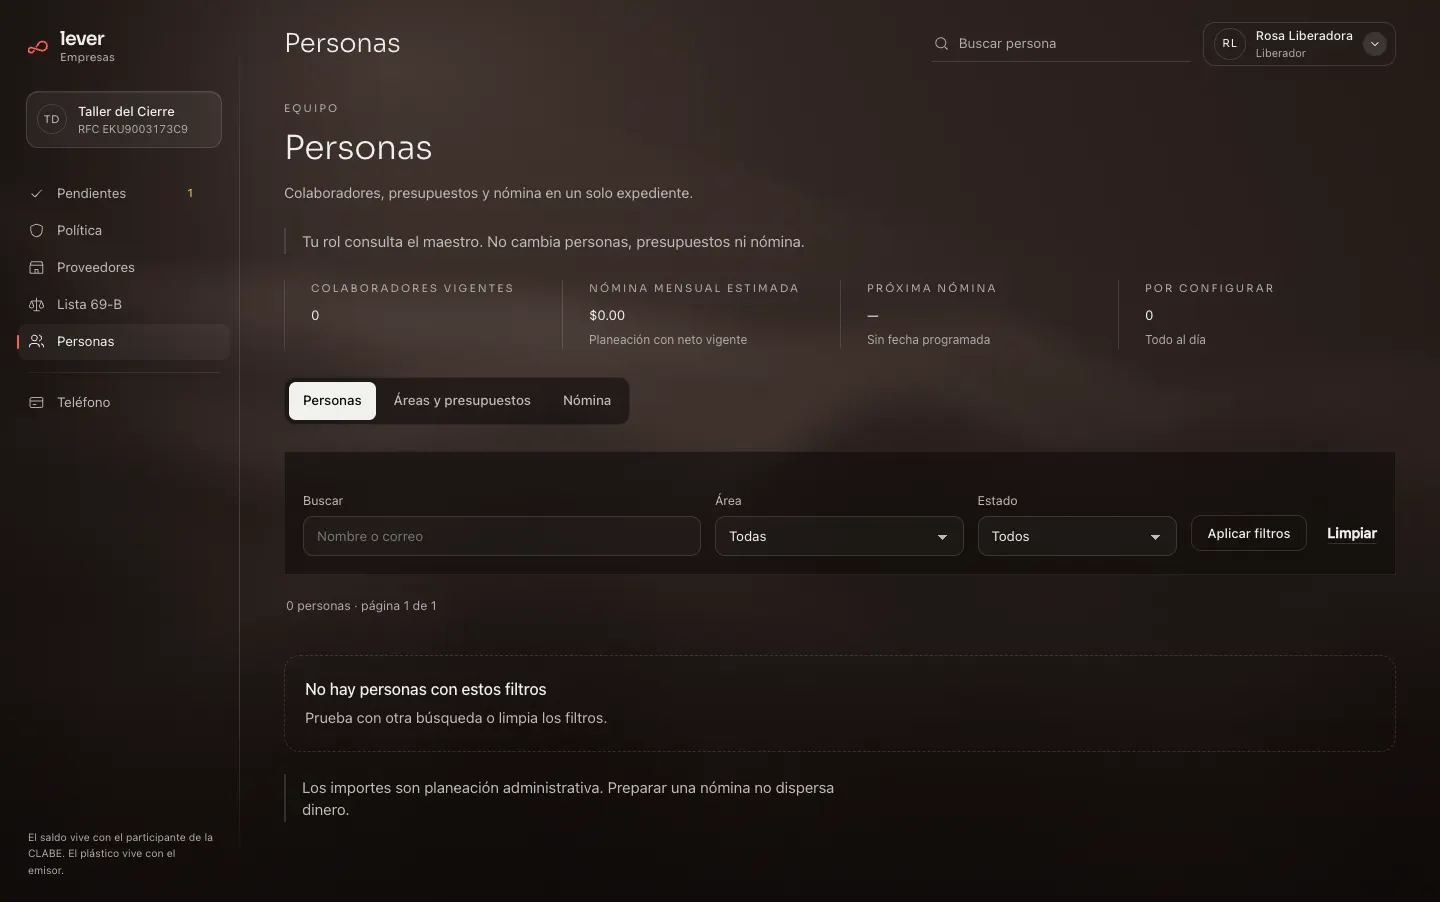 lever
Empresas
TD
Taller del Cierre
RFC EKU9003173C9
Pendientes 1
Política
Proveedores
Lista 69-B
Personas
Teléfono
El saldo vive con el participante de la
CLABE. El plástico vive con el
emisor.
Personas
Buscar persona
RL
Rosa Liberadora
Liberador
EQUIPO
Personas
Colaboradores, presupuestos y nómina en un solo expediente.
Tu rol consulta el maestro. No cambia personas, presupuestos ni nómina.
COLABORADORES VIGENTES
0
NÓMINA MENSUAL ESTIMADA
$0.00
Planeación con neto vigente
PRÓXIMA NÓMINA
—
Sin fecha programada
POR CONFIGURAR
0
Todo al día
Personas Áreas y presupuestos Nómina
Buscar
Nombre o correo
Área
Todas
Estado
Todos
Aplicar filtros
Limpiar
0 personas · página 1 de 1
No hay personas con estos filtros
Prueba con otra búsqueda o limpia los filtros.
Los importes son planeación administrativa. Preparar una nómina no dispersa
dinero.